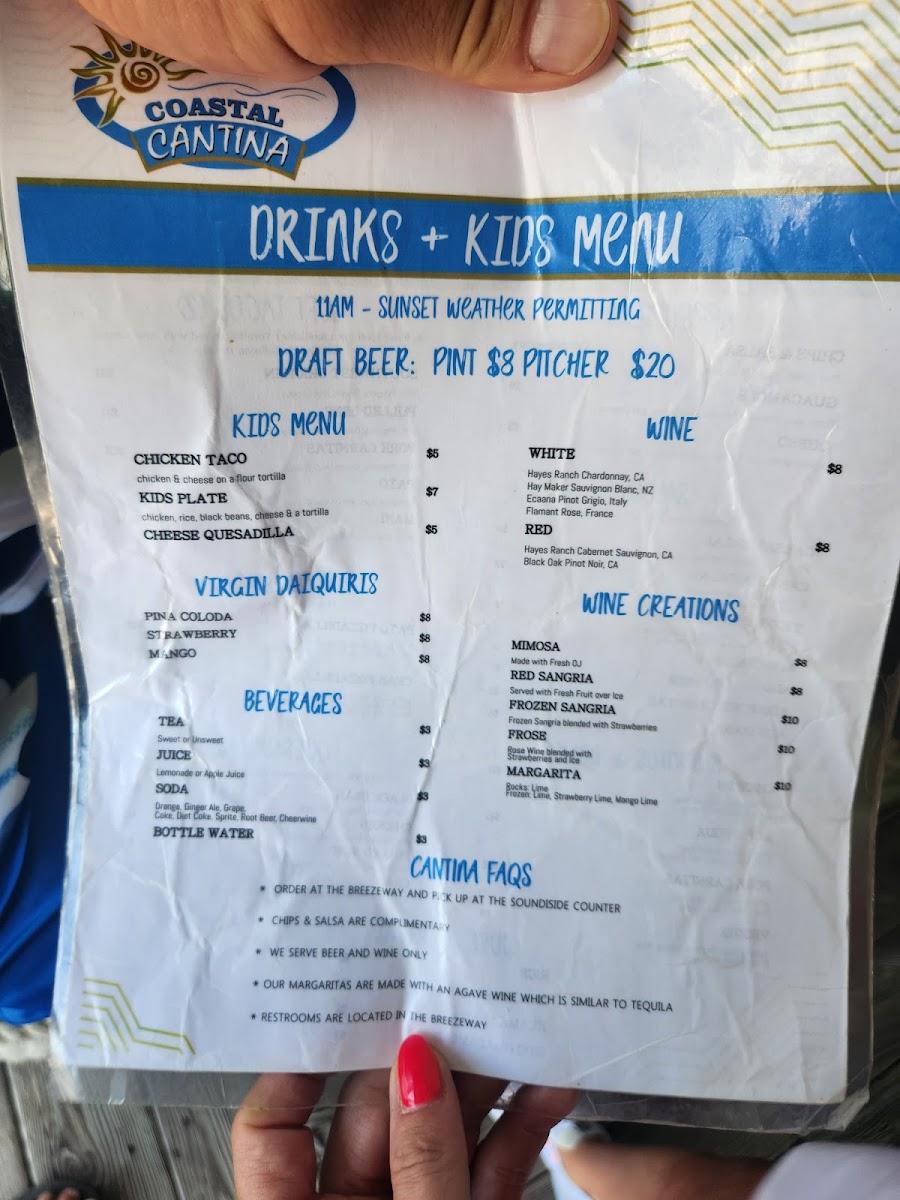 COASTAL
CANTINA
DRINKS + KIDS MENU
11AM - SUNSET WEATHER PERMITTING
DRAFT BEER: PINT $8 PITCHER $20
KIDS MENU
CHICKEN TACO $5
chicken & cheese on a flour tortilla
KIDS PLATE $7
chicken, rice, black beans, cheese & a tortilla
CHEESE QUESADILLA $5
VIRGIN DAIQUIRIS
PINA COLODA $8
STRAWBERRY $8
MANGO $8
BEVERAGES
TEA $3
Sweet or Unsweet
JUICE $3
Lemonade or Apple Juice
SODA $3
Orange, Ginger Ale, Grape,
Coke, Diet Coke, Sprite, Root Beer, Cheerwine
BOTTLE WATER $3
WINE
WHITE $8
Hayes Ranch Chardonnay, CA
Hay Maker Sauvignon Blanc, NZ
Ecaana Pinot Grigio, Italy
Flamant Rose, France
RED $8
Hayes Ranch Cabernet Sauvignon, CA
Black Oak Pinot Noir, CA
WINE CREATIONS
MIMOSA $8
Made with Fresh OJ
RED SANGRIA $8
Served with Fresh Fruit over Ice
FROZEN SANGRIA $10
Frozen Sangria blended with Strawberries
FROSE $10
Rose Wine blended with
Strawberries and Ice
MARGARITA $10
Rocks: Lime
Frozen: Lime, Strawberry Lime, Mango Lime
CANTINA FAQS
* ORDER AT THE BREEZEWAY AND PICK UP AT THE SOUNDISIDE COUNTER
* CHIPS & SALSA ARE COMPLIMENTARY
* WE SERVE BEER AND WINE ONLY
* OUR MARGARITAS ARE MADE WITH AN AGAVE WINE WHICH IS SIMILAR TO TEQUILA
* RESTROOMS ARE LOCATED IN THE BREEZEWAY